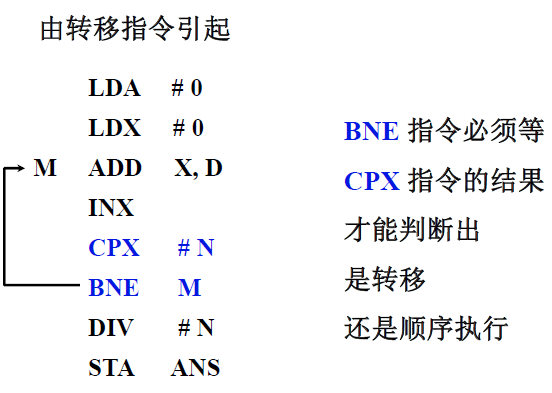 由转移指令引起
LDA # 0
LDX # 0
M ADD X, D
INX
CPX # N
BNE M
DIV # N
STA ANS
BNE 指令必须等
CPX 指令的结果
才能判断出
是转移
还是顺序执行